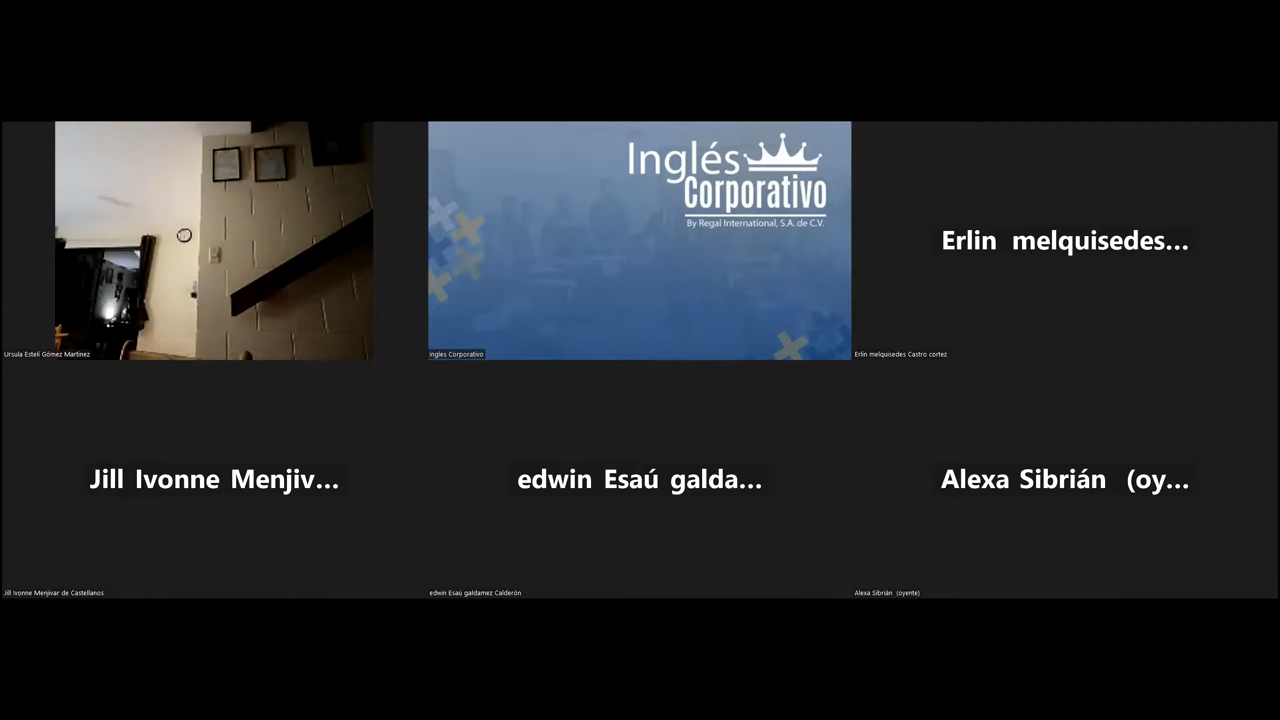 Inglés
Corporativo
By Regal International, S.A. de C.V.
Erlin melquisedes...
Ursula Estelí Gómez Martinez
Ingles Corporativo
Erlin melquisedes Castro cortez
Jill Ivonne Menjiv...
edwin Esaú galda...
Alexa Sibrián (oy...
Jill Ivonne Menjivar de Castellanos
edwin Esaú galdamez Calderón
Alexa Sibrián (oyente)